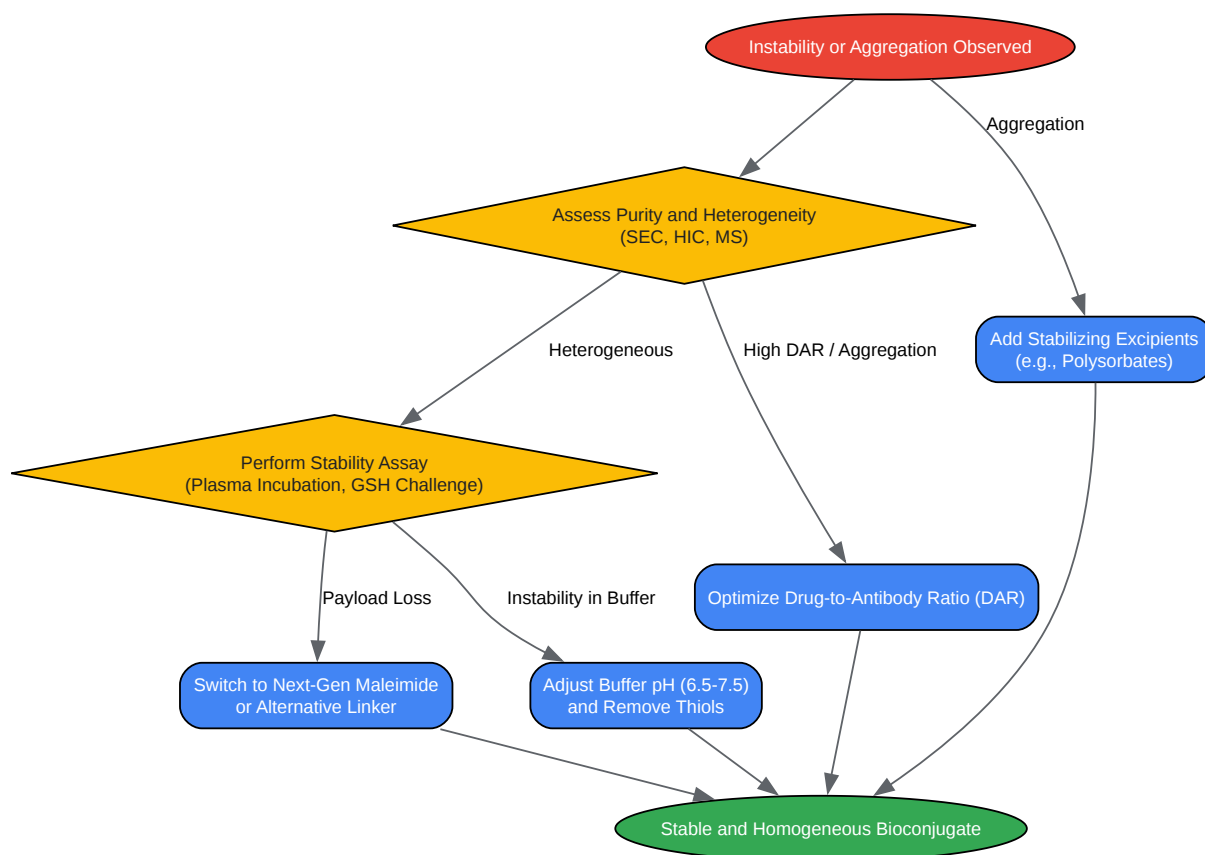 Instability or Aggregation Observed
Aggregation
Assess Purity and Heterogeneity
(SEC, HIC, MS)
Add Stabilizing Excipients
(e.g., Polysorbates)
Heterogeneous
High DAR / Aggregation
Perform Stability Assay
(Plasma Incubation, GSH Challenge)
Payload Loss
Instability in Buffer
Optimize Drug-to-Antibody Ratio (DAR)
Switch to Next-Gen Maleimide
or Alternative Linker
Adjust Buffer pH (6.5-7.5)
and Remove Thiols
Stable and Homogeneous Bioconjugate